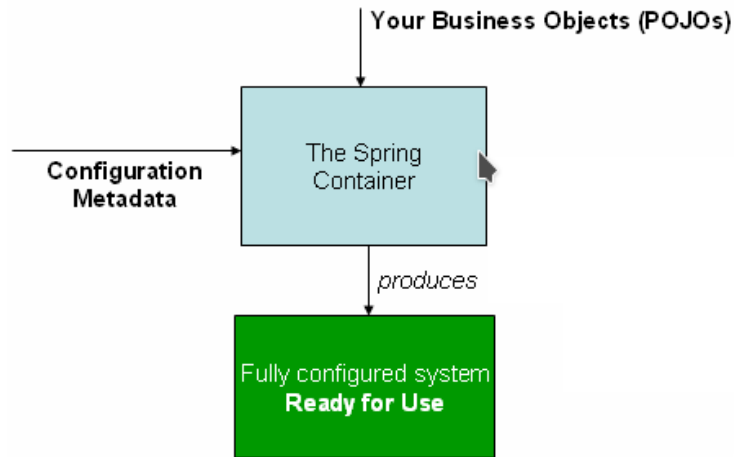 Your Business Objects (POJOs)
Configuration
Metadata
The Spring
Container
produces
Fully configured system
Ready for Use